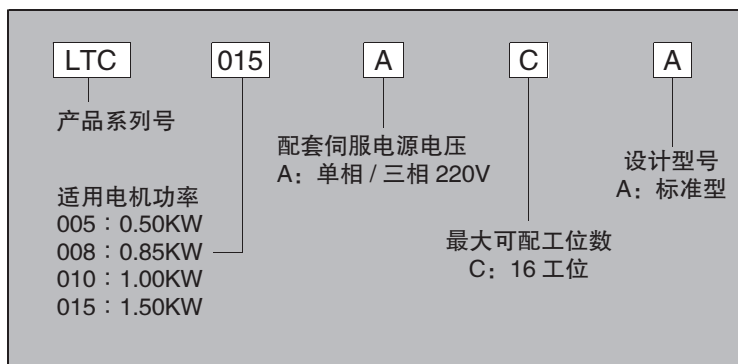 LTC 015 A C A
产品系列号
适用电机功率
005：0.50KW
008：0.85KW
010：1.00KW
015：1.50KW
配套伺服电源电压
A：单相 / 三相 220V
最大可配工位数
C：16 工位
设计型号
A：标准型